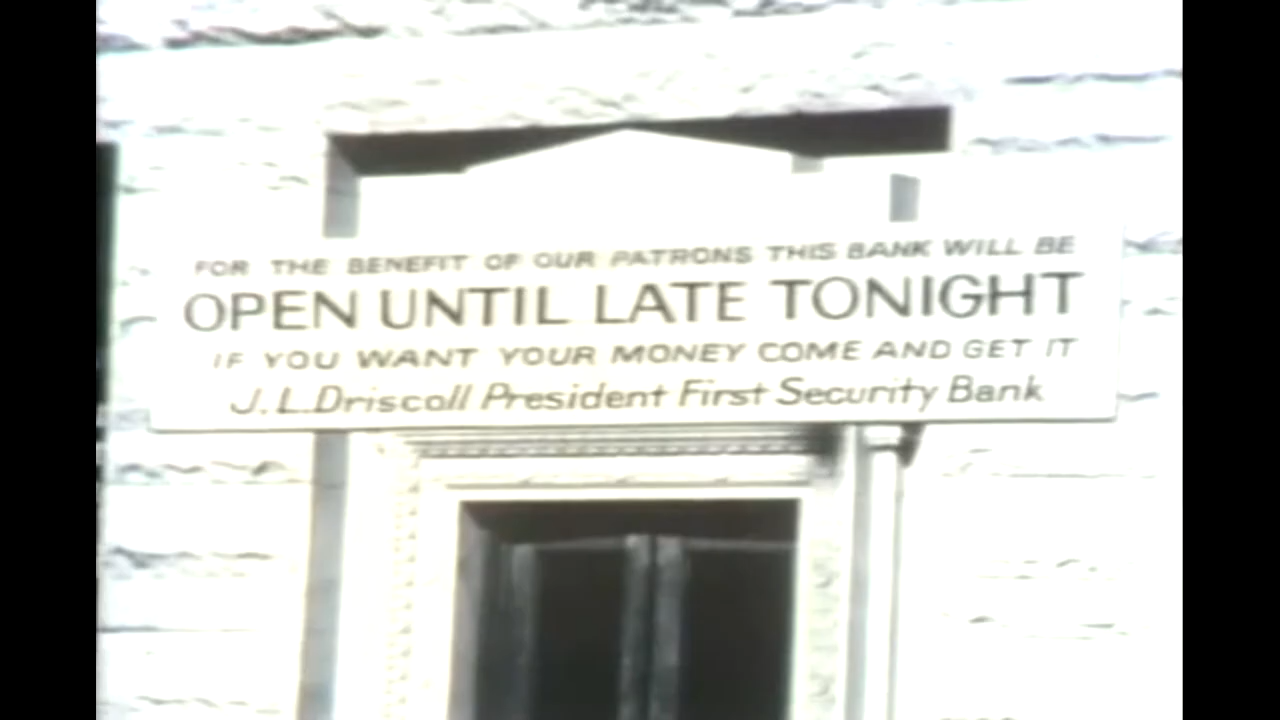 FOR THE BENEFIT OF OUR PATRONS THIS BANK WILL BE
OPEN UNTIL LATE TONIGHT
IF YOU WANT YOUR MONEY COME AND GET IT
J. L. Driscoll President First Security Bank